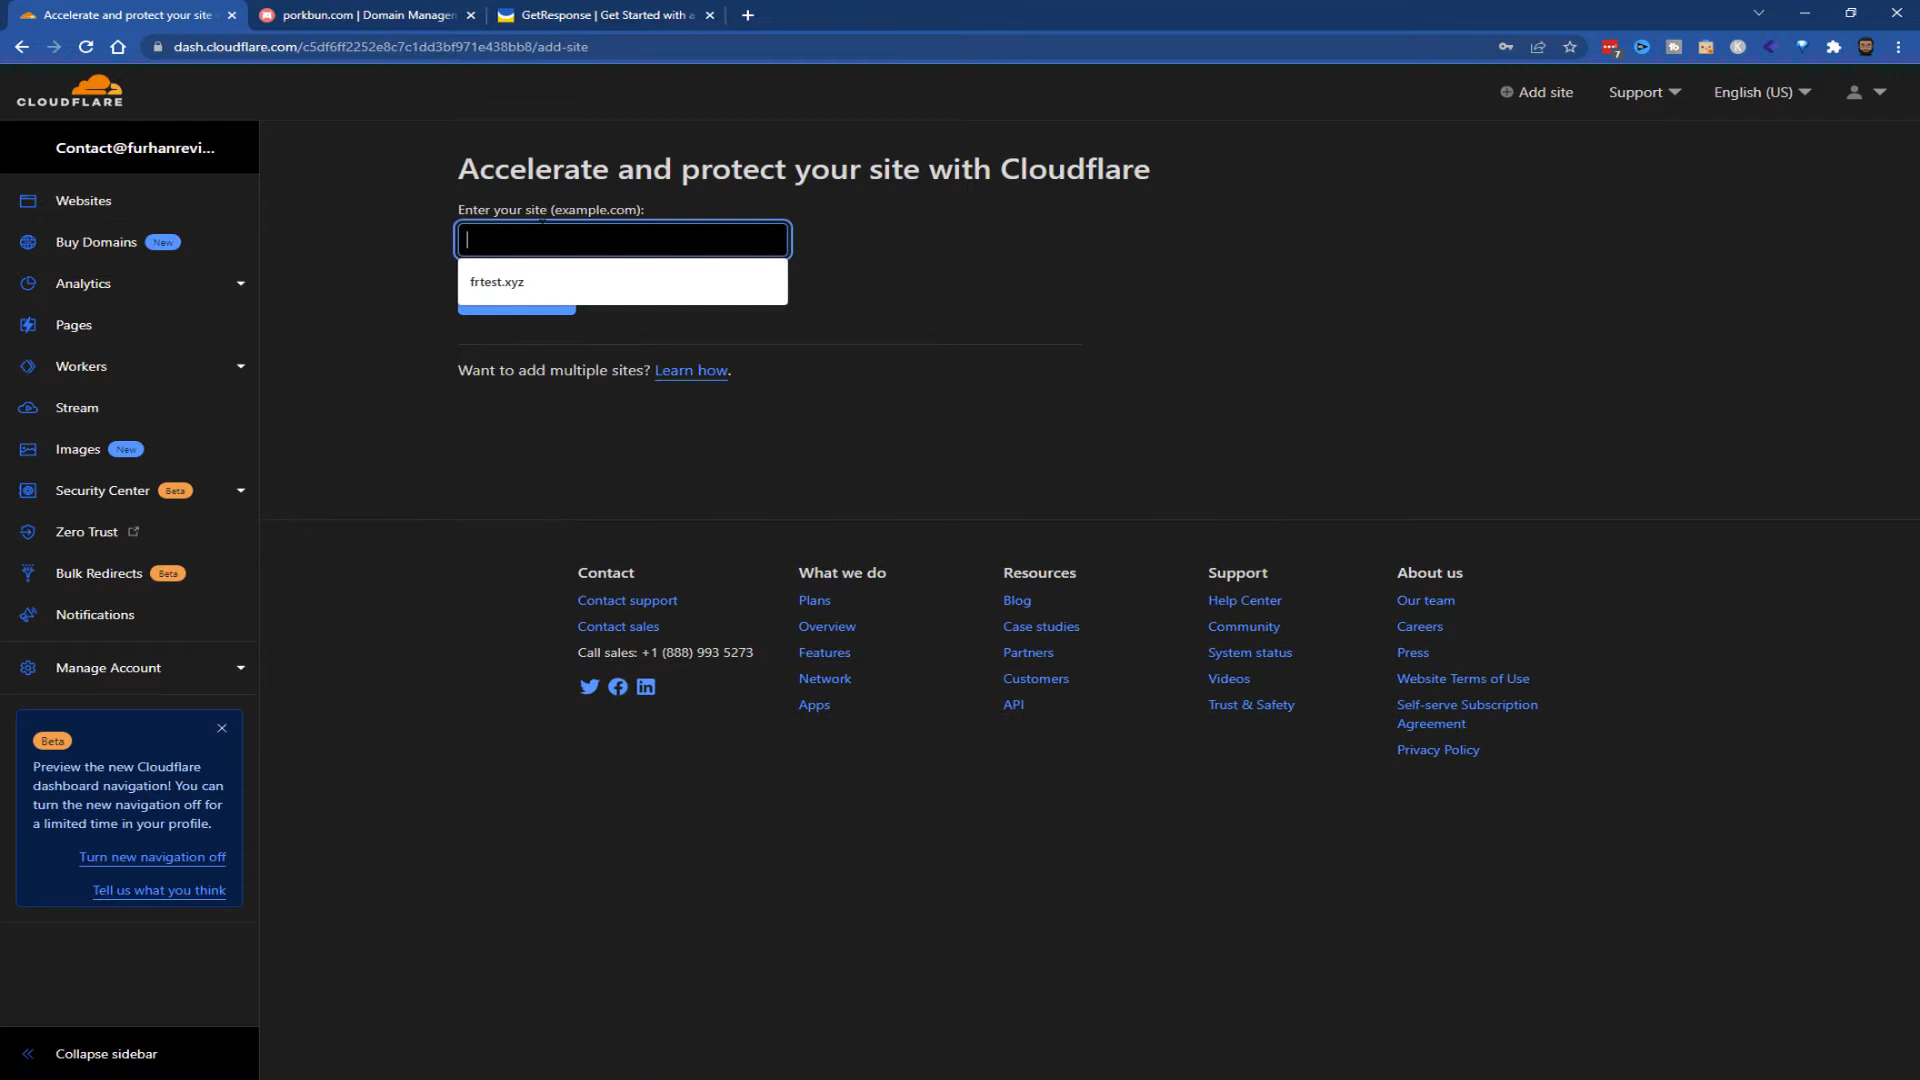 Accelerate and protect your site
porkbun.com | Domain Managem
GetResponse | Get Started with a
dash.cloudflare.com/c5df6ff2252e8c7c1dd3bf971e438bb8/add-site
7
CLOUDFLARE
Add site
Support
English (US)
Contact@furhanrevi...
Websites
Buy Domains New
Analytics
Pages
Workers
Stream
Images New
Security Center Beta
Zero Trust
Bulk Redirects Beta
Notifications
Manage Account
Beta
Preview the new Cloudflare
dashboard navigation! You can
turn the new navigation off for
a limited time in your profile.
Turn new navigation off
Tell us what you think
Collapse sidebar
Accelerate and protect your site with Cloudflare
Enter your site (example.com):
frtest.xyz
Want to add multiple sites? Learn how.
Contact
Contact support
Contact sales
Call sales: +1 (888) 993 5273
What we do
Plans
Overview
Features
Network
Apps
Resources
Blog
Case studies
Partners
Customers
API
Support
Help Center
Community
System status
Videos
Trust & Safety
About us
Our team
Careers
Press
Website Terms of Use
Self-serve Subscription
Agreement
Privacy Policy